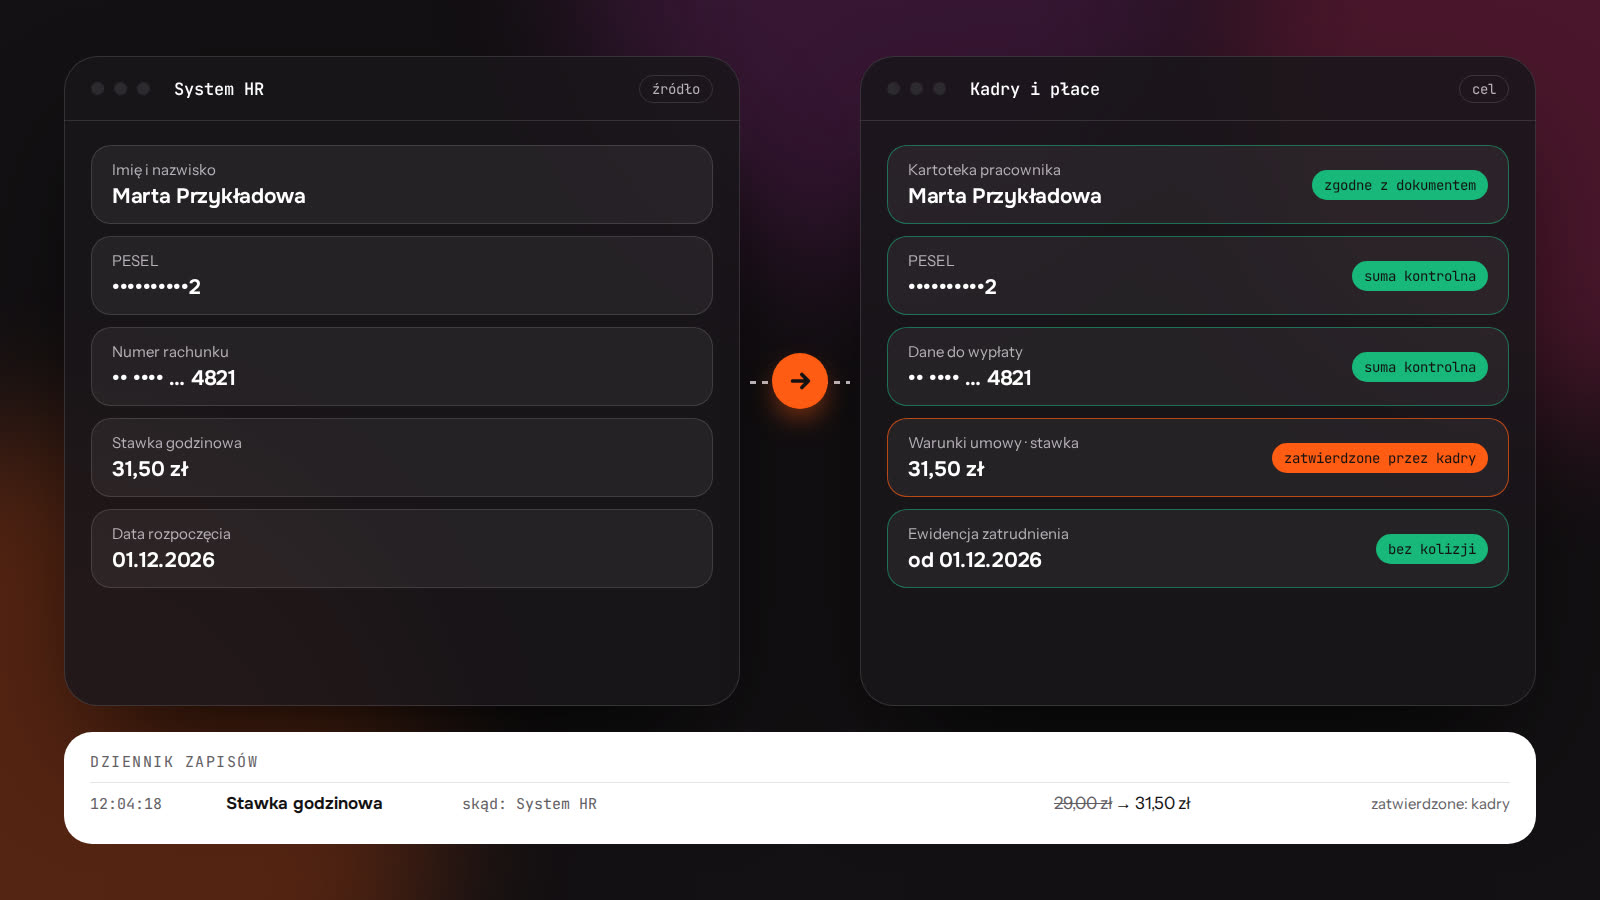 System HR
źródło
Imię i nazwisko
Marta Przykładowa
PESEL
••••••••••2
Numer rachunku
•• •••• ... 4821
Stawka godzinowa
31,50 zł
Data rozpoczęcia
01.12.2026
Kadry i płace
cel
Kartoteka pracownika
Marta Przykładowa
zgodne z dokumentem
PESEL
••••••••••2
suma kontrolna
Dane do wypłaty
•• •••• ... 4821
suma kontrolna
Warunki umowy · stawka
31,50 zł
zatwierdzone przez kadry
Ewidencja zatrudnienia
od 01.12.2026
bez kolizji
DZIENNIK ZAPISÓW
12:04:18 Stawka godzinowa skąd: System HR 29,00 zł → 31,50 zł zatwierdzone: kadry